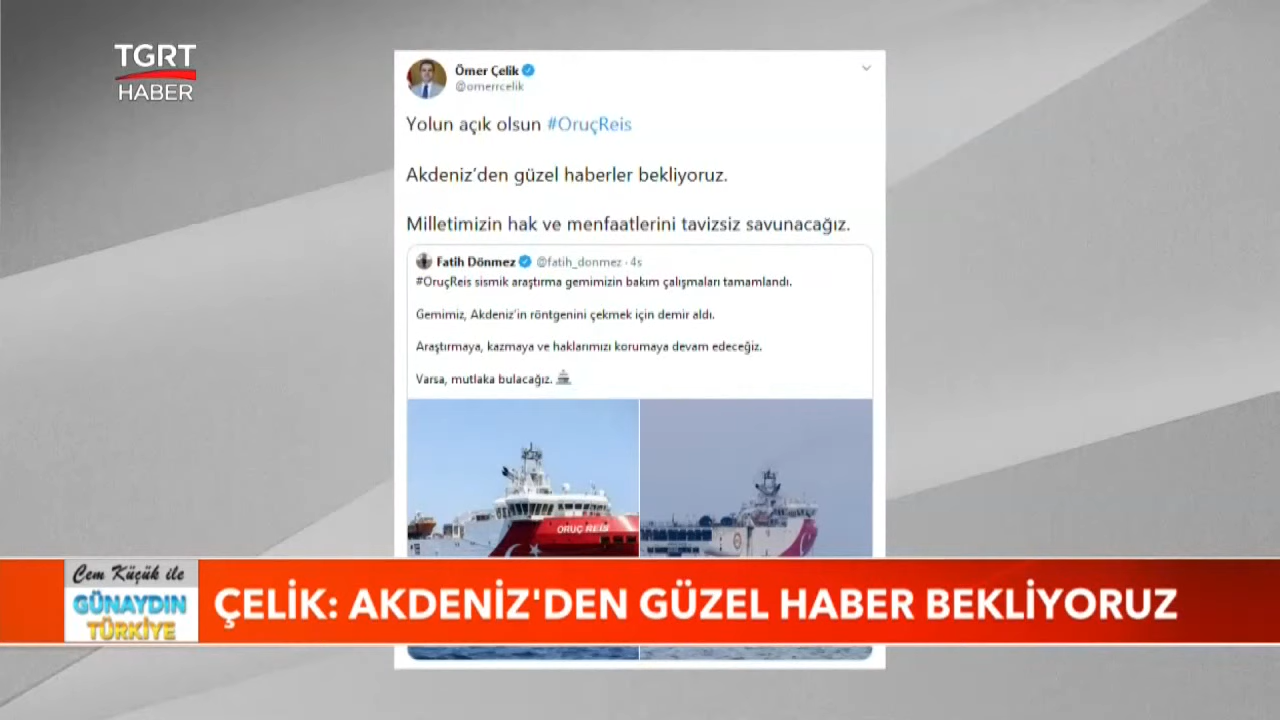 TGRT
HABER
Ömer Çelik
@omerrcelik
Yolun açık olsun #OruçReis
Akdeniz’den güzel haberler bekliyoruz.
Milletimizin hak ve menfaatlerini tavizsiz savunacağız.
Fatih Dönmez @fatih_donmez · 4s
#OruçReis sismik araştırma gemimizin bakım çalışmaları tamamlandı.
Gemimiz, Akdeniz’in röntgenini çekmek için demir aldı.
Araştırmaya, kazmaya ve haklarımızı korumaya devam edeceğiz.
Varsa, mutlaka bulacağız.
ORUÇ REİS
Cem Küçük ile
GÜNAYDIN
TÜRKİYE
ÇELİK: AKDENİZ'DEN GÜZEL HABER BEKLİYORUZ